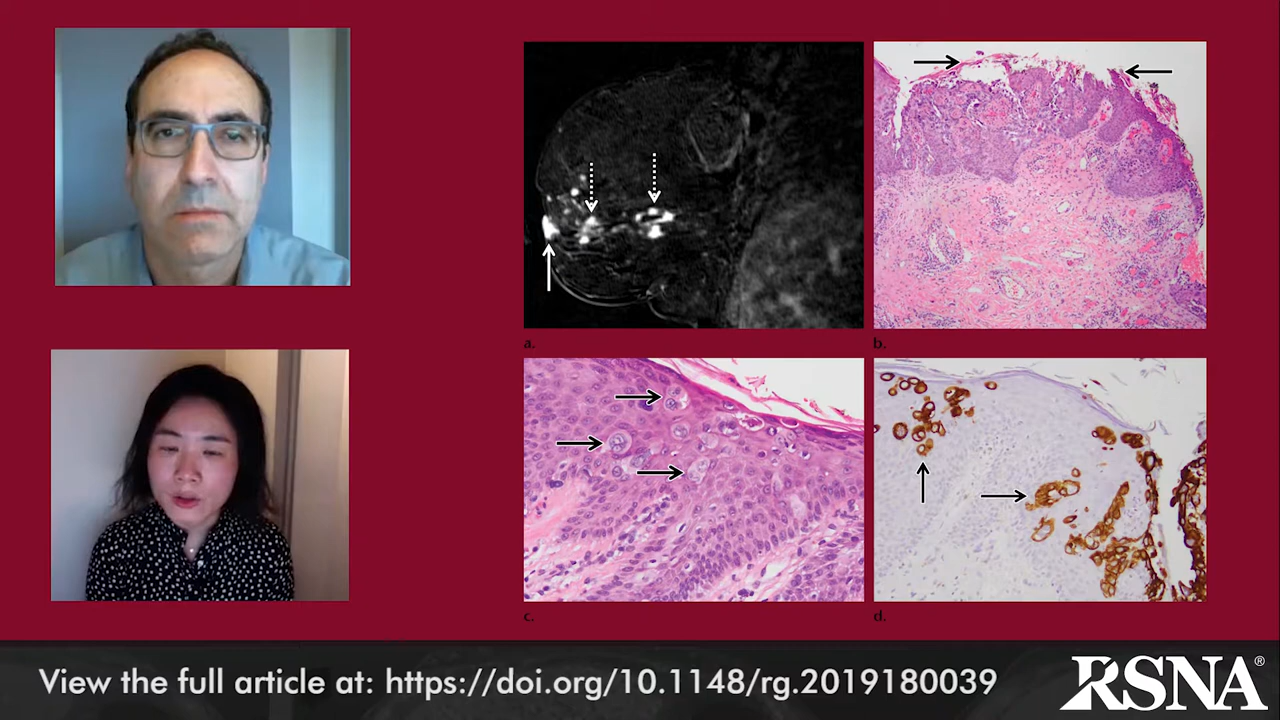 a.
b.
c.
d.
View the full article at: https://doi.org/10.1148/rg.2019180039
RSNA®